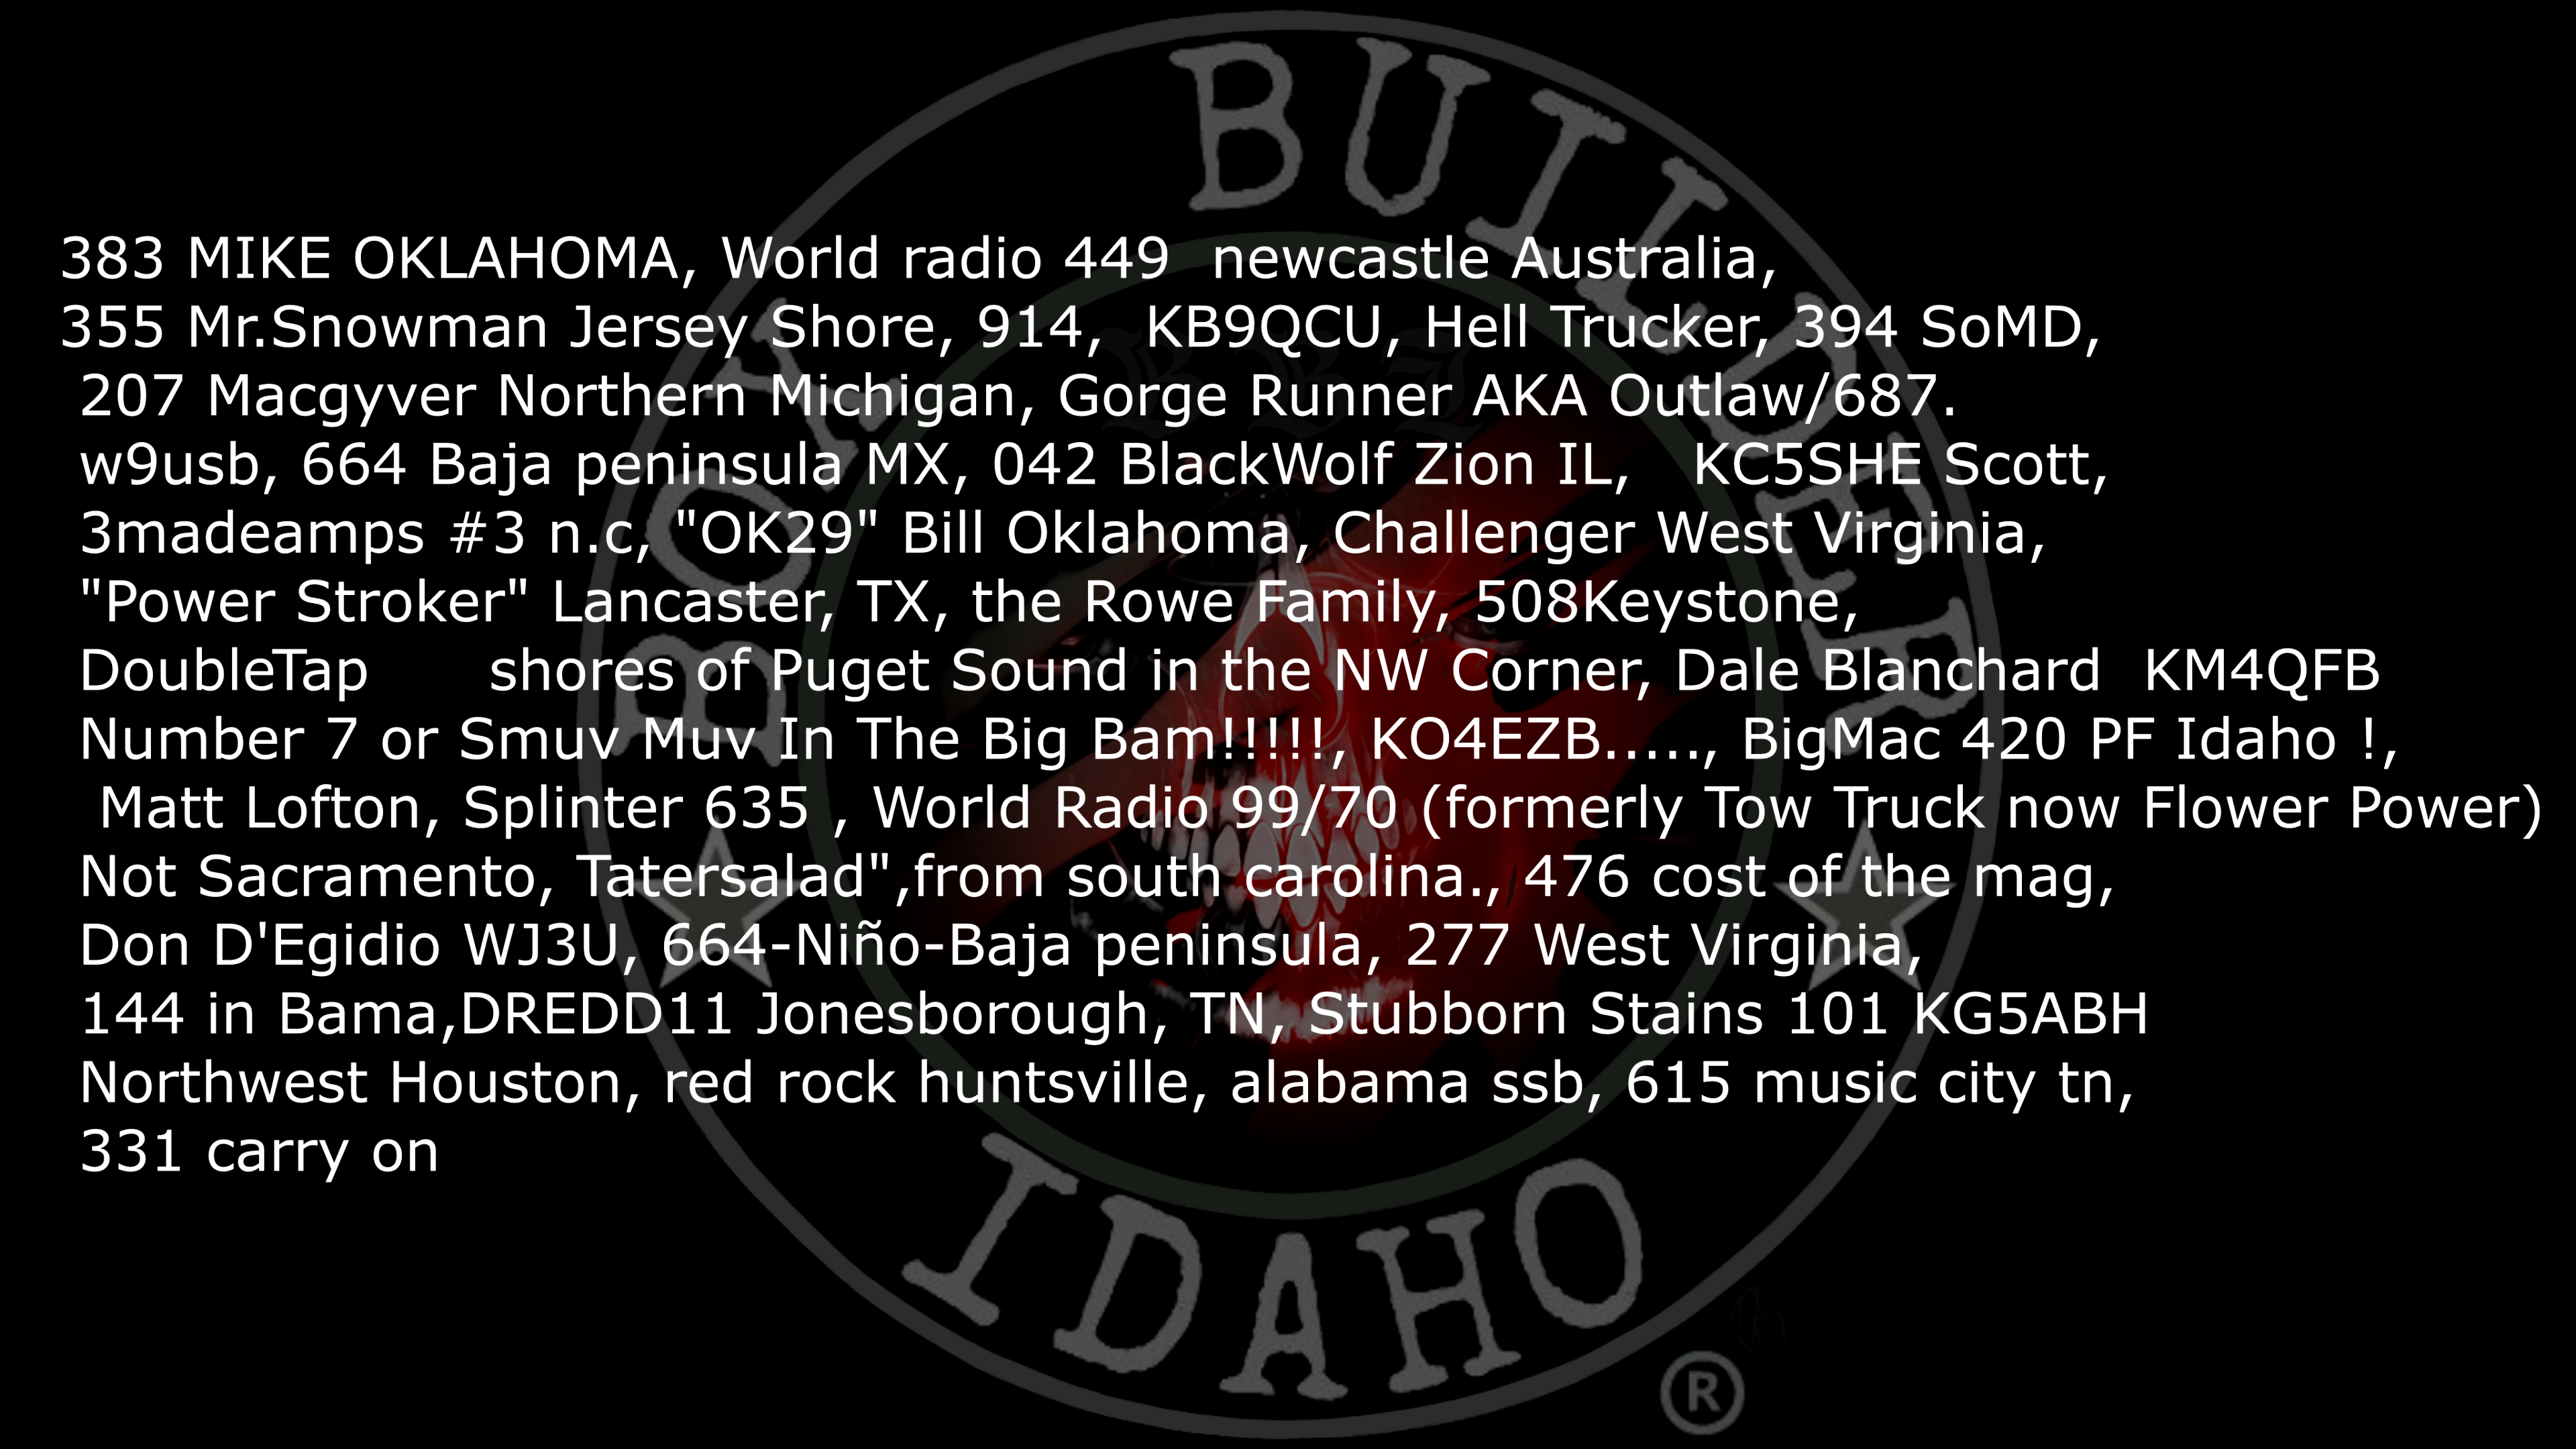 BOX BUILDER
383 MIKE OKLAHOMA, World radio 449  newcastle Australia,
355 Mr.Snowman Jersey Shore, 914,  KB9QCU, Hell Trucker, 394 SoMD,
207 Macgyver Northern Michigan, Gorge Runner AKA Outlaw/687.
w9usb, 664 Baja peninsula MX, 042 BlackWolf Zion IL,   KC5SHE Scott,
3madeamps #3 n.c, "OK29" Bill Oklahoma, Challenger West Virginia,
"Power Stroker" Lancaster, TX, the Rowe Family, 508Keystone,
DoubleTap      shores of Puget Sound in the NW Corner, Dale Blanchard  KM4QFB
Number 7 or Smuv Muv In The Big Bam!!!!!, KO4EZB....., BigMac 420 PF Idaho !,
Matt Lofton, Splinter 635 , World Radio 99/70 (formerly Tow Truck now Flower Power)
Not Sacramento, Tatersalad",from south carolina., 476 cost of the mag,
Don D'Egidio WJ3U, 664-Niño-Baja peninsula, 277 West Virginia,
144 in Bama,DREDD11 Jonesborough, TN, Stubborn Stains 101 KG5ABH
Northwest Houston, red rock huntsville, alabama ssb, 615 music city tn,
331 carry on
IDAHO
®